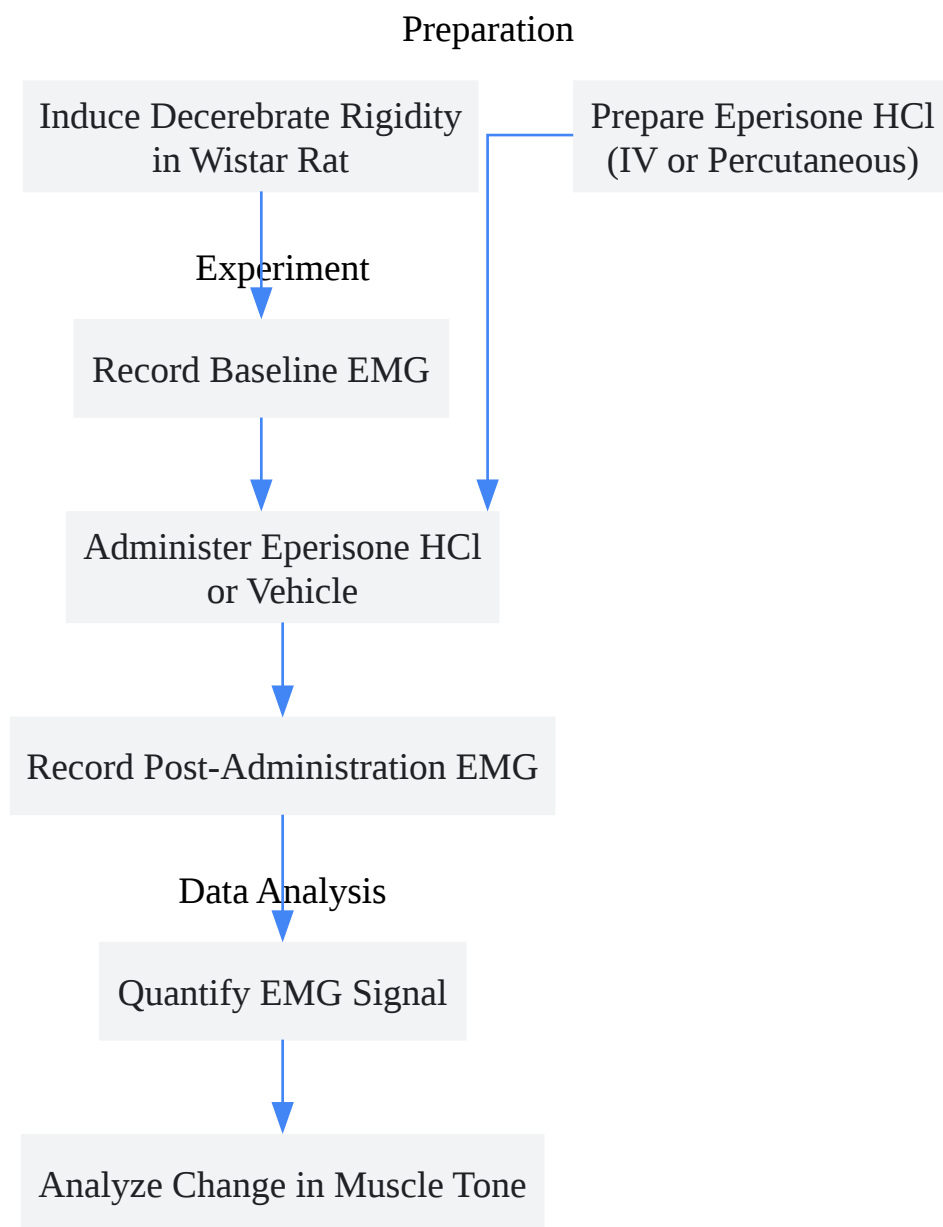 Preparation
Induce Decerebrate Rigidity
in Wistar Rat
Prepare Eperisone HCl
(IV or Percutaneous)
Experiment
Record Baseline EMG
Administer Eperisone HCl
or Vehicle
Record Post-Administration EMG
Data Analysis
Quantify EMG Signal
Analyze Change in Muscle Tone